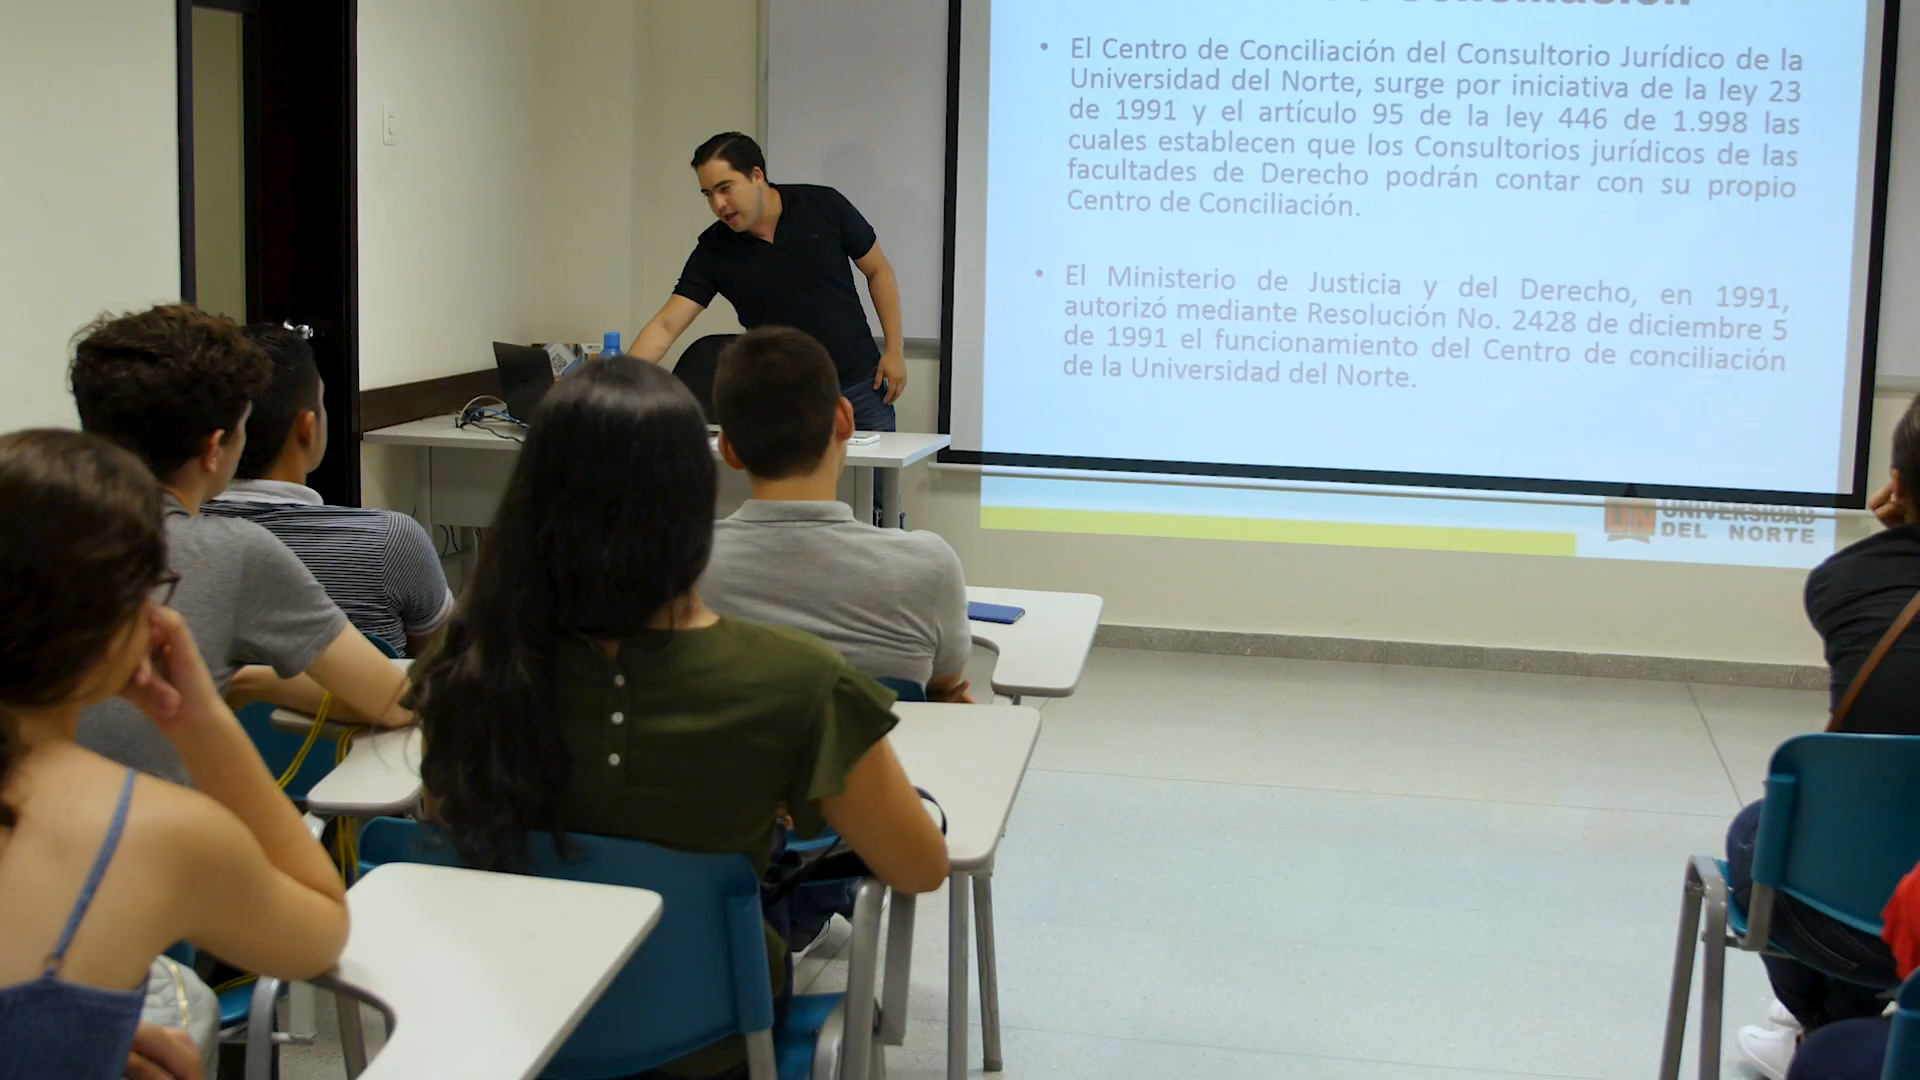 • El Centro de Conciliación del Consultorio Jurídico de la
Universidad del Norte, surge por iniciativa de la ley 23
de 1991 y el artículo 95 de la ley 446 de 1.998 las
cuales establecen que los Consultorios jurídicos de las
facultades de Derecho podrán contar con su propio
Centro de Conciliación.
• El Ministerio de Justicia y del Derecho, en 1991,
autorizó mediante Resolución No. 2428 de diciembre 5
de 1991 el funcionamiento del Centro de conciliación
de la Universidad del Norte.
UNIVERSIDAD
DEL NORTE